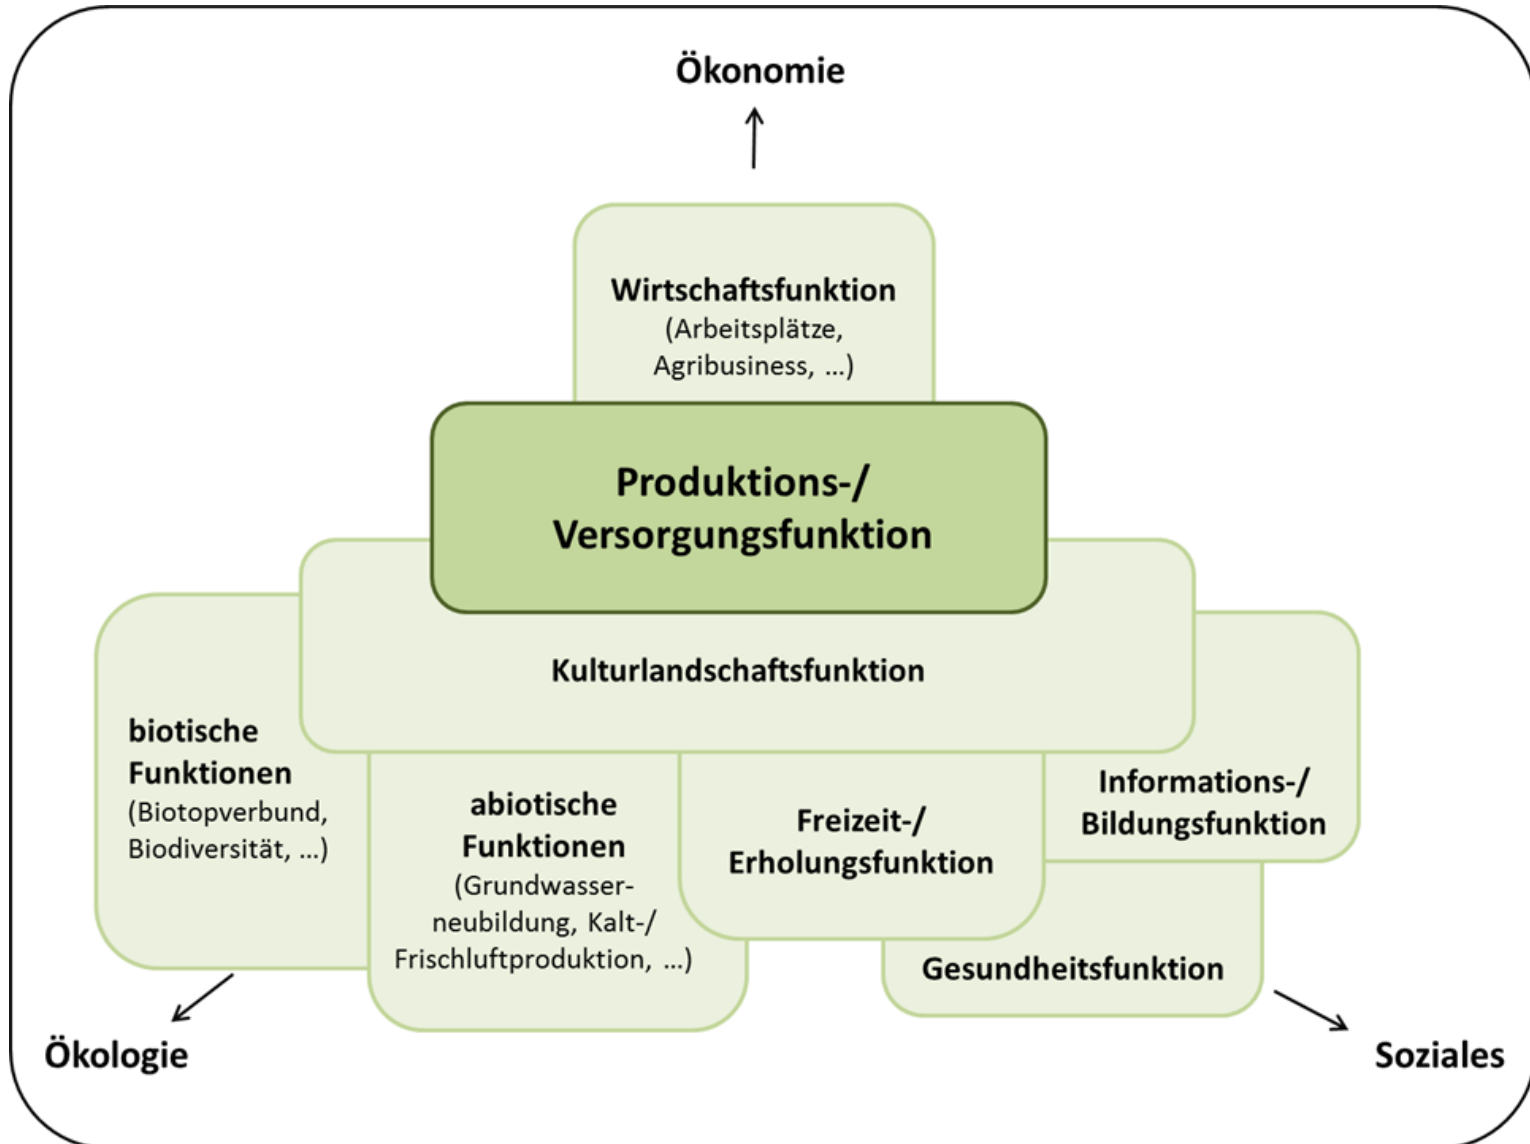 Ökonomie
Wirtschaftsfunktion
(Arbeitsplätze,
Agribusiness, ...)
Produktions-/
Versorgungsfunktion
Kulturlandschaftsfunktion
biotische
Funktionen
(Biotopverbund,
Biodiversität, ...)
abiotische
Funktionen
(Grundwasser-
neubildung, Kalt-/
Frischluftproduktion, ...)
Freizeit-/
Erholungsfunktion
Informations-/
Bildungsfunktion
Gesundheitsfunktion
Ökologie
Soziales